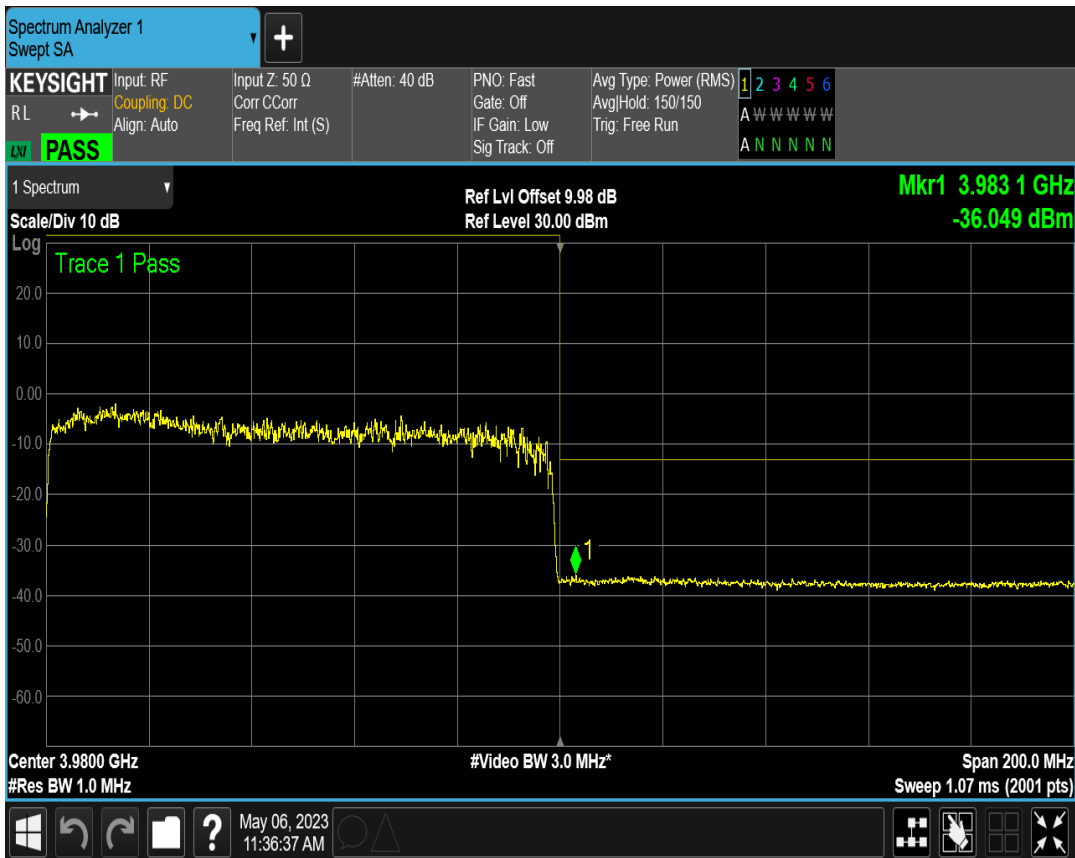 Spectrum Analyzer 1
Swept SA
+
KEYSIGHT
RL
LXI PASS
Input: RF
Coupling: DC
Align: Auto
Input Z: 50 Ω
Corr CCorr
Freq Ref: Int (S)
#Atten: 40 dB
PNO: Fast
Gate: Off
IF Gain: Low
Sig Track: Off
Avg Type: Power (RMS)
Avg|Hold: 150/150
Trig: Free Run
1 2 3 4 5 6
A W W W W W
A N N N N N
1 Spectrum
Scale/Div 10 dB
Ref Lvl Offset 9.98 dB
Ref Level 30.00 dBm
Mkr1 3.983 1 GHz
-36.049 dBm
Log
Trace 1 Pass
20.0
10.0
0.00
-10.0
-20.0
-30.0
-40.0
-50.0
-60.0
1
Center 3.9800 GHz
#Res BW 1.0 MHz
#Video BW 3.0 MHz*
Span 200.0 MHz
Sweep 1.07 ms (2001 pts)
?
May 06, 2023
11:36:37 AM